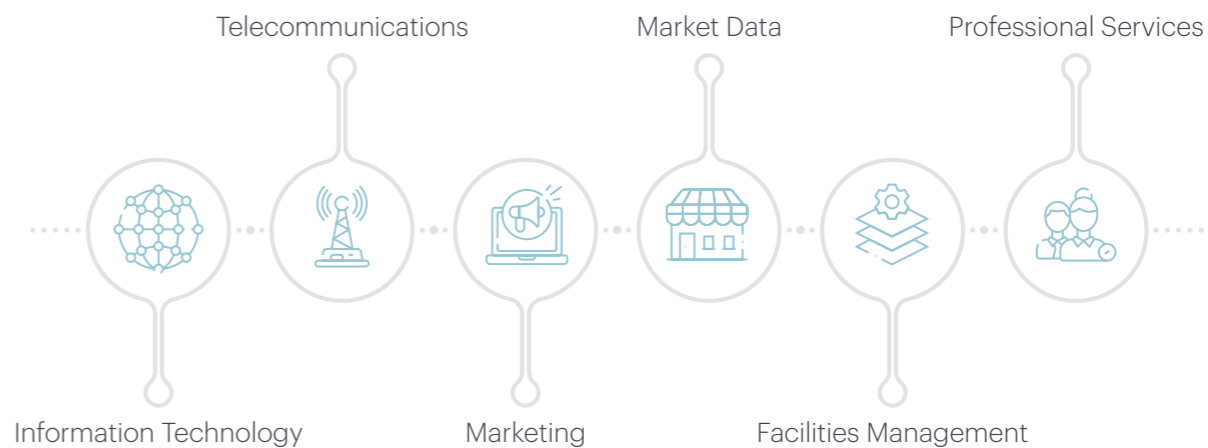 Telecommunications
Market Data
Professional Services
Information Technology
Marketing
Facilities Management